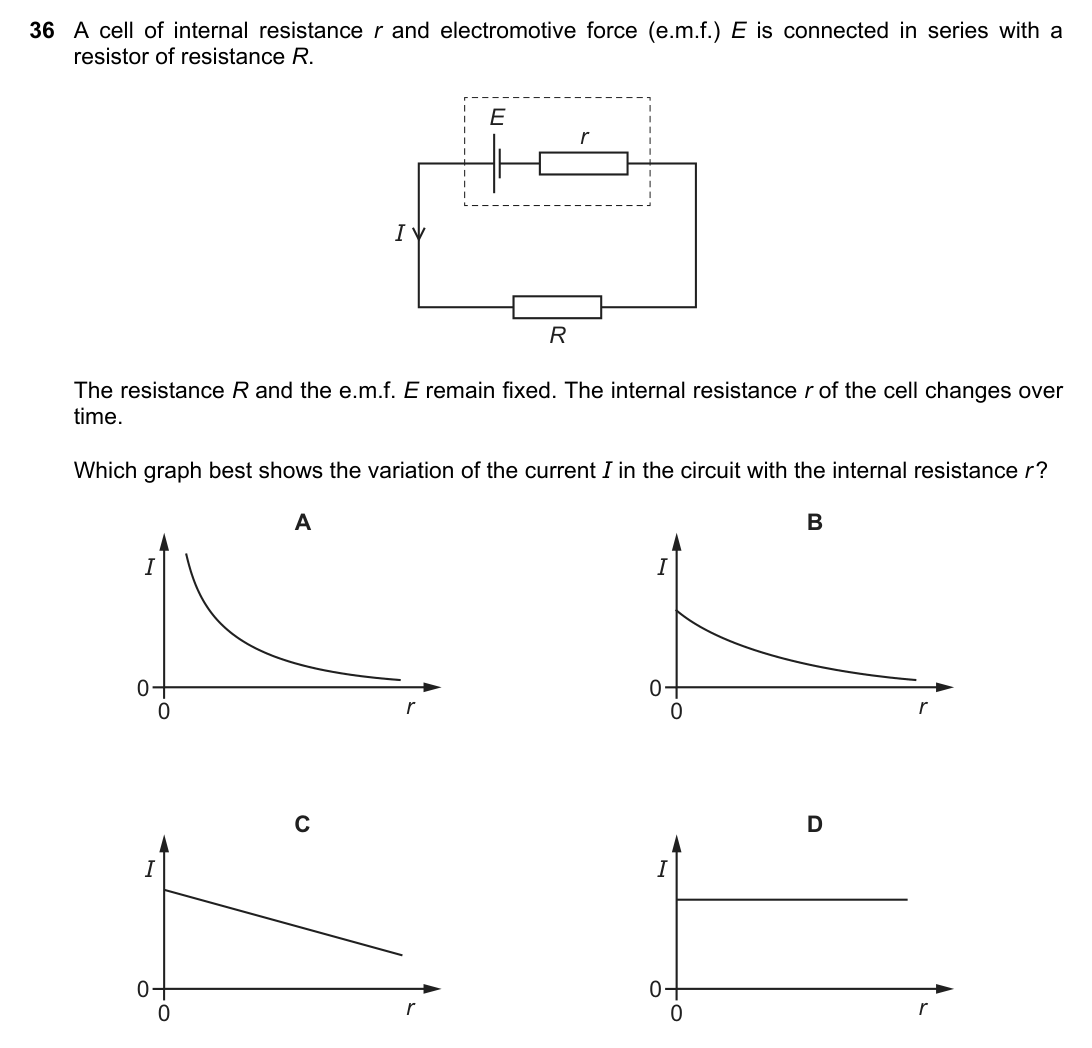 36 A cell of internal resistance r and electromotive force (e.m.f.) E is connected in series with a
resistor of resistance R.
E
r
I
R
The resistance R and the e.m.f. E remain fixed. The internal resistance r of the cell changes over
time.
Which graph best shows the variation of the current I in the circuit with the internal resistance r?
A
B
I
I
0
0
0
r
0
r
C
D
I
I
0
0
0
r
0
r